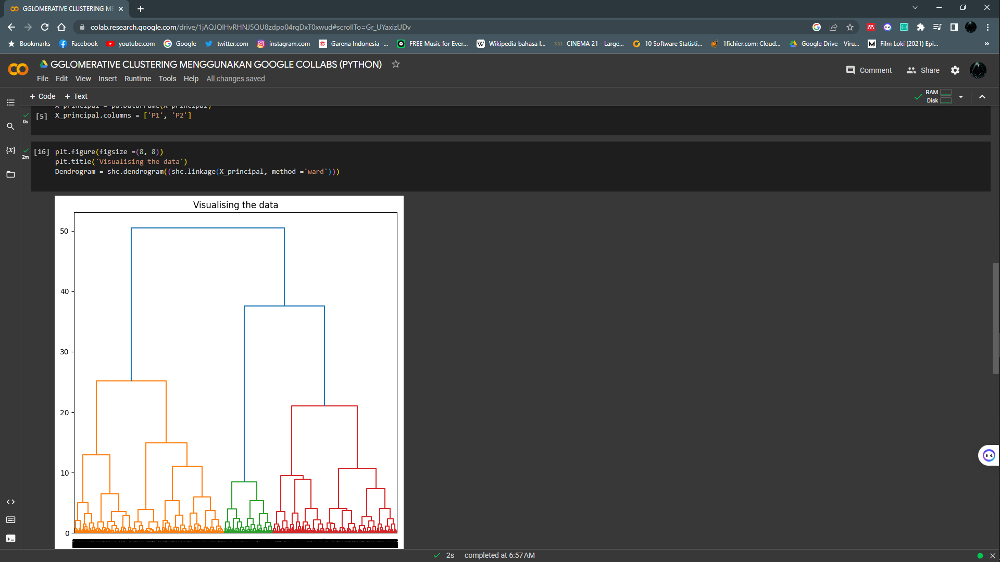 GGLOMERATIVE CLUSTERING ME
colab.research.google.com/drive/1jAQJQIHvRHNJ5QU8zdpo04rgDxT0xwud#scrollTo=Gr_UYaxizUDv
Bookmarks Facebook youtube.com Google twitter.com instagram.com Garena Indonesia -... FREE Music for Ever... Wikipedia bahasa I... CINEMA 21 - Large... 10 Software Statisti... 1fichier.com: Cloud... Google Drive - Viru... Film Loki (2021) Epi... »
GGLOMERATIVE CLUSTERING MENGGUNAKAN GOOGLE COLLABS (PYTHON)
Comment Share
File Edit View Insert Runtime Tools Help All changes saved
+ Code + Text
RAM
Disk
X_principal = pd.DataFrame(X_principal)
[5] X_principal.columns = ['P1', 'P2']
0s
[16] plt.figure(figsize =(8, 8))
2m
plt.title('Visualising the data')
Dendrogram = shc.dendrogram((shc.linkage(X_principal, method ='ward')))
Visualising the data
50
40
30
20
10
0
2s completed at 6:57 AM